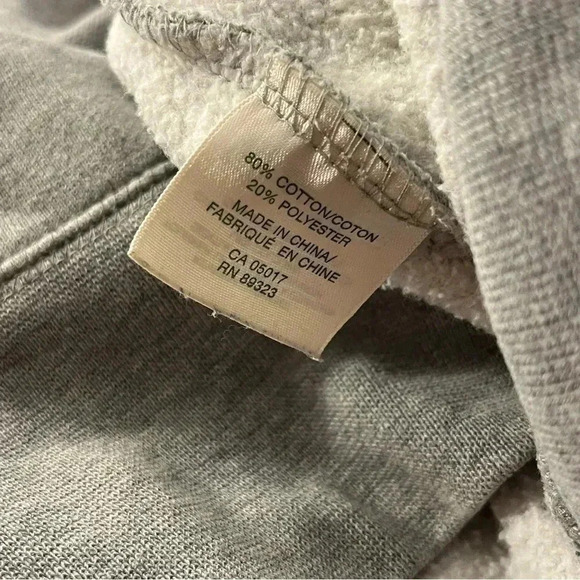 80% COTTON/COTON
20% POLYESTER
MADE IN CHINA/
FABRIQUÉ EN CHINE
CA 05017
RN 89323